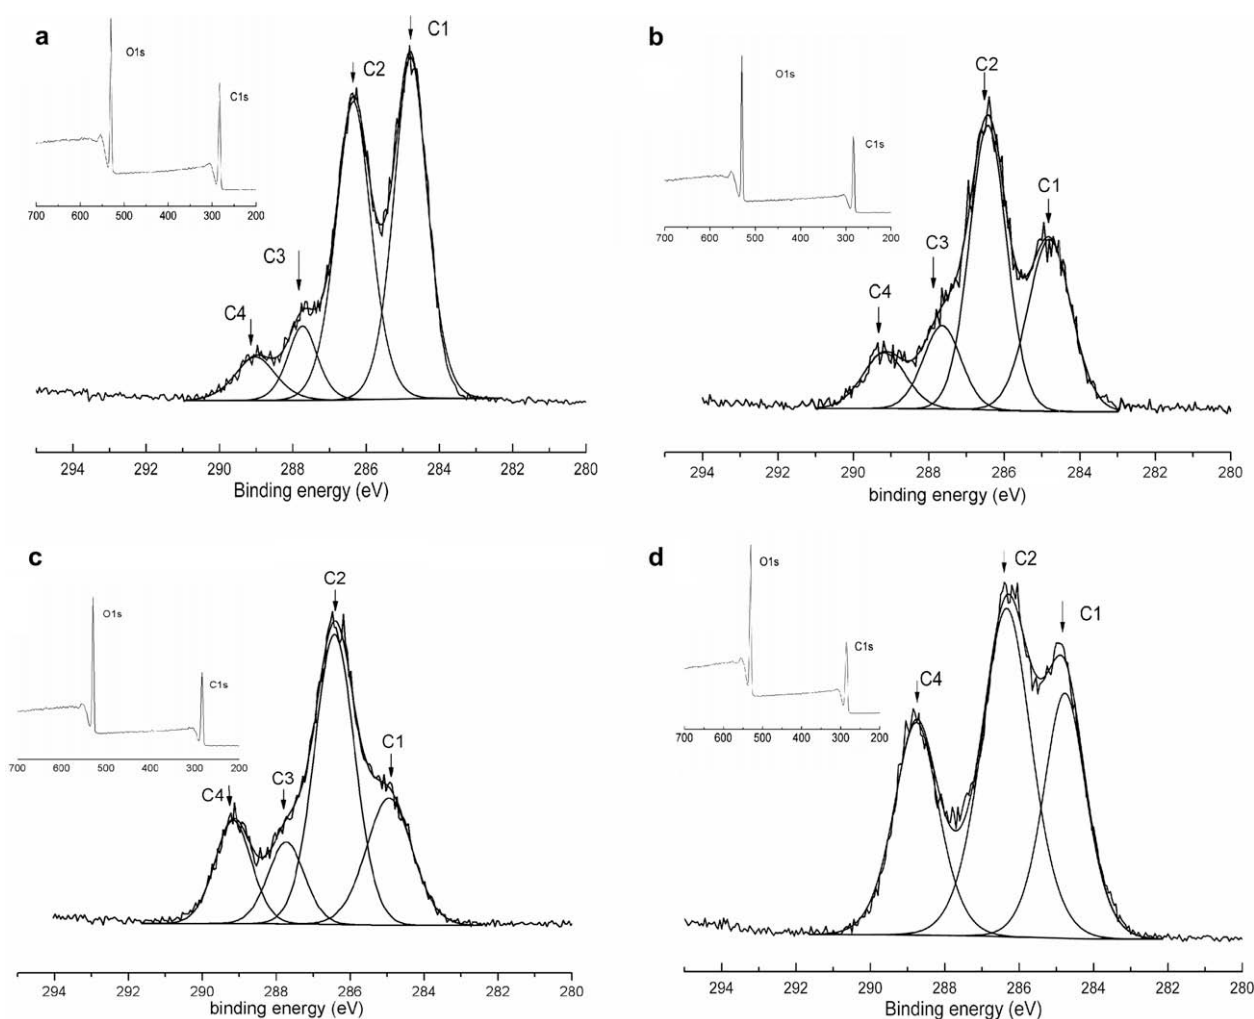 a
O1s
C1s
700 600 500 400 300 200
C1
C2
C3
C4
294 292 290 288 286 284 282 280
Binding energy (eV)
b
O1s
C1s
700 600 500 400 300 200
C2
C1
C3
C4
294 292 290 288 286 284 282 280
binding energy (eV)
c
O1s
C1s
700 600 500 400 300 200
C2
C1
C3
C4
294 292 290 288 286 284 282 280
binding energy (eV)
d
O1s
C1s
700 600 500 400 300 200
C2
C1
C4
294 292 290 288 286 284 282 280
binding energy (eV)